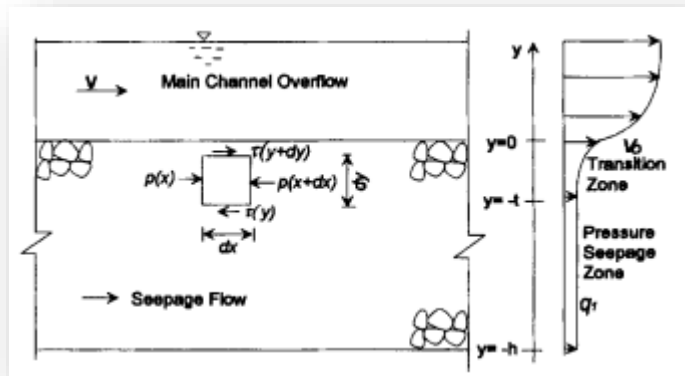 y
V
Main Channel Overflow
τ(y+dy)
y=0
V₀
p(x)
p(x+dx)
dy
Transition
Zone
τ(y)
y= -t
dx
Pressure
Seepage
Zone
Seepage Flow
q₁
y= -h